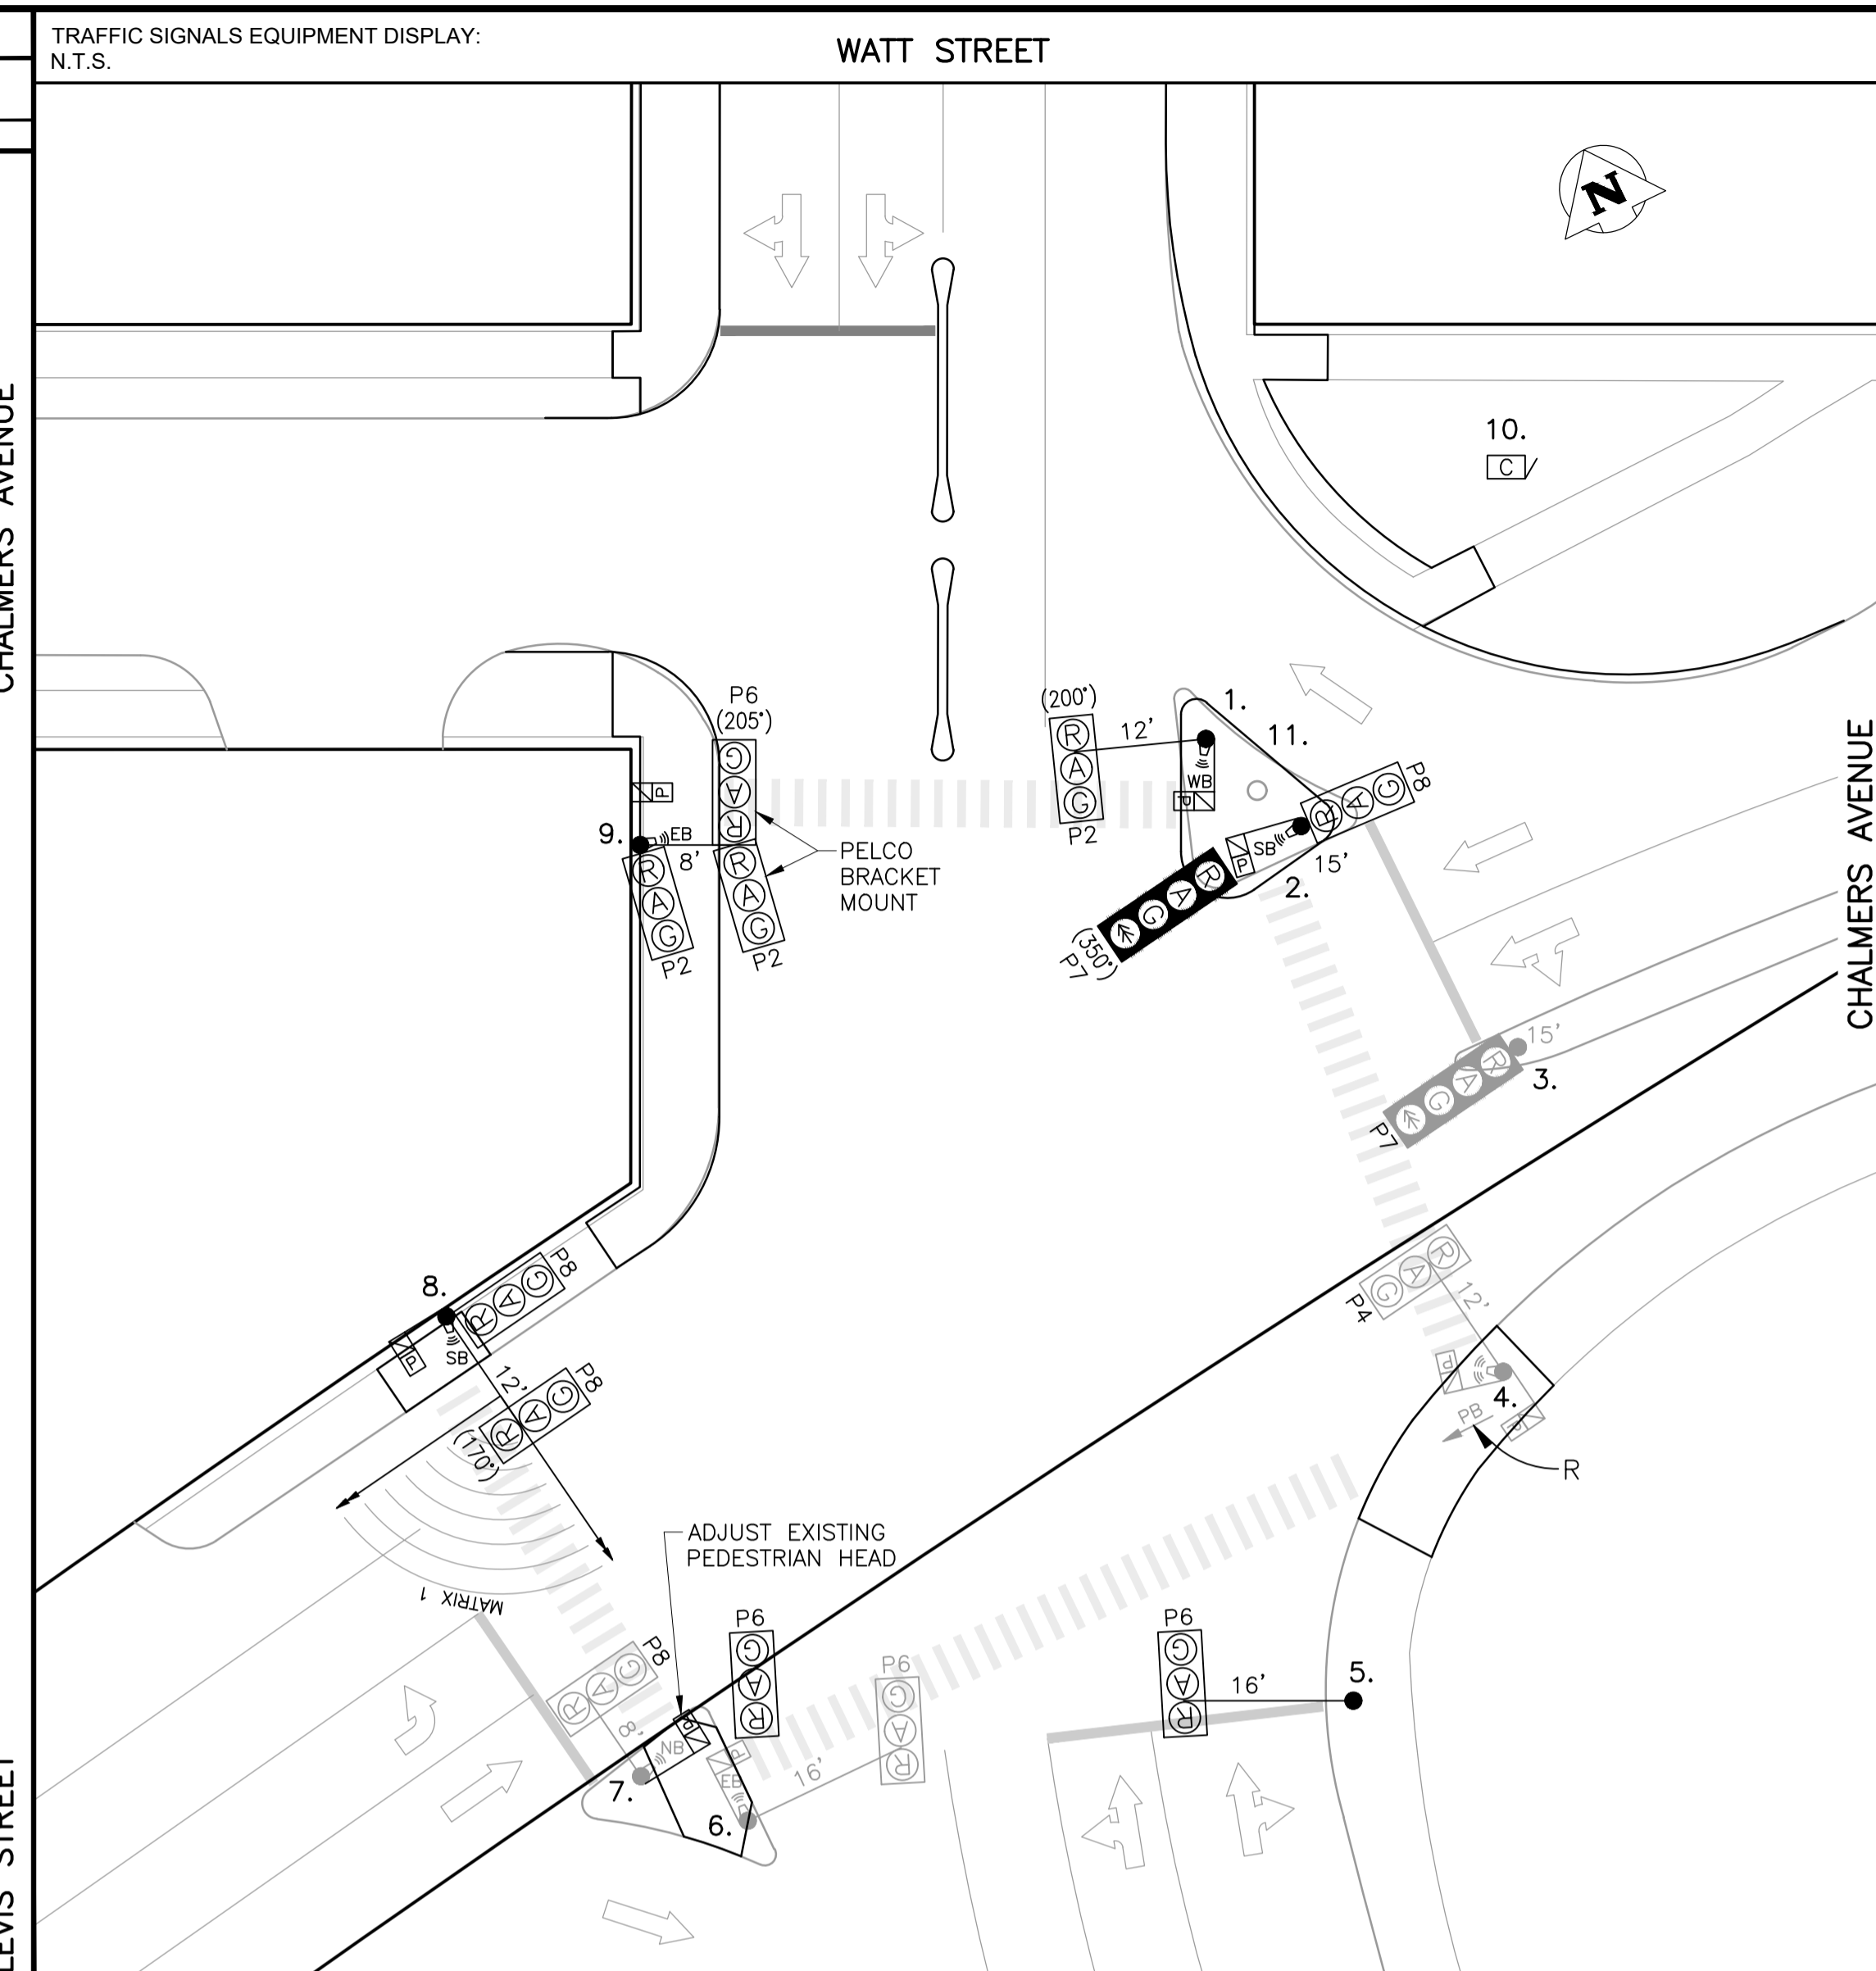 TRAFFIC SIGNALS EQUIPMENT DISPLAY:
N.T.S.
WATT STREET
CHALMERS AVENUE
N
10.
C
P6
(205°)
G
A
R
(200°)
R
A
G
P2
12'
1.
11.
WB
P
P
9.
EB
8'
R
A
G
P2
R
A
G
P2
PELCO
BRACKET
MOUNT
R
A
G
P8
SB
P
15'
2.
R
A
G
(350°)
P7
CHALMERS AVENUE
15'
3.
R
A
G
P7
8.
R
A
G
P8
P
SB
12'
R
A
G
P8
(170°)
MATRIX 1
R
A
G
P4
12'
P
4.
PB
P
R
ADJUST EXISTING
PEDESTRIAN HEAD
P6
G
A
R
P6
G
A
R
P6
G
A
R
16'
5.
R
A
G
P8
8'
NB
P
7.
P
EB
6.
16'
STREET